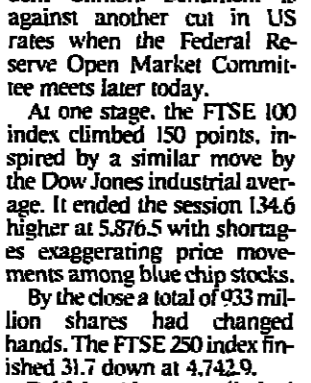 against another cut in US
rates when the Federal Re-
serve Open Market Commit-
tee meets later today.
At one stage, the FTSE 100
index climbed 150 points, in-
spired by a similar move by
the Dow Jones industrial aver-
age. It ended the session 134.6
higher at 5,876.5 with shortag-
es exaggerating price move-
ments among blue chip stocks.
By the close a total of 933 mil-
lion shares had changed
hands. The FTSE 250 index fin-
ished 31.7 down at 4,742.9.